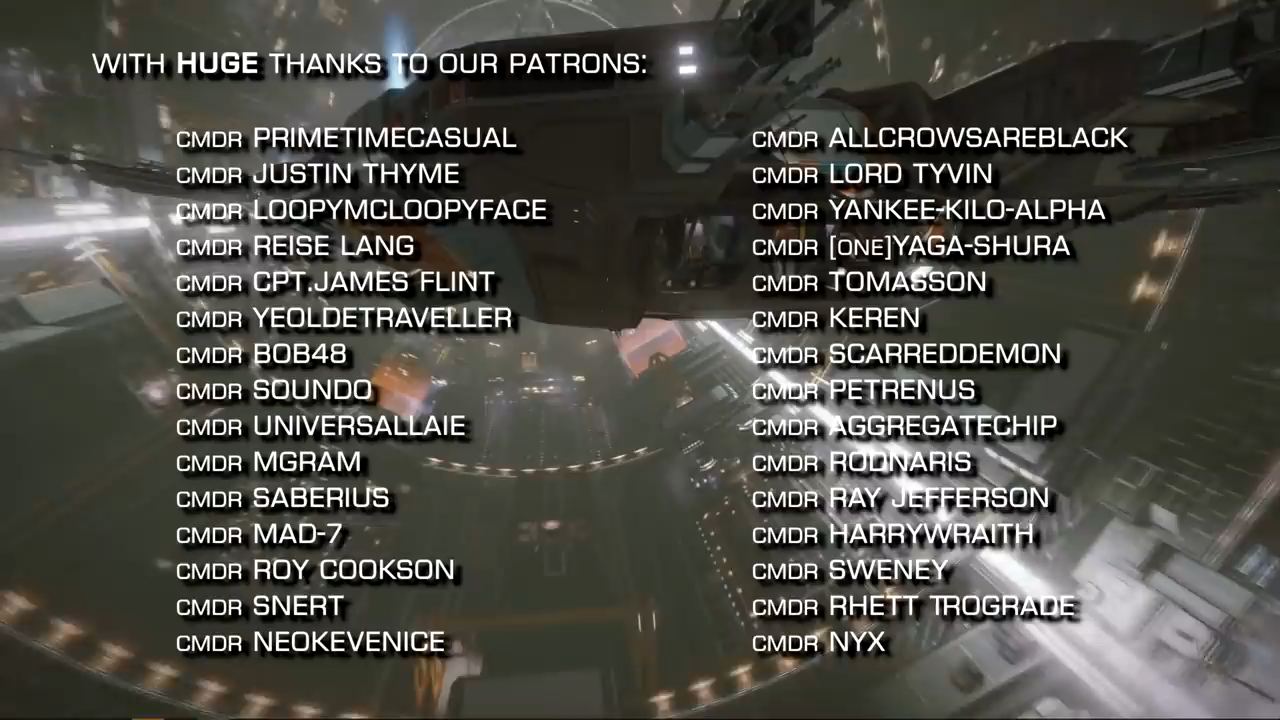 WITH HUGE THANKS TO OUR PATRONS:
CMDR PRIMETIMECASUAL
CMDR JUSTIN THYME
CMDR LOOPYMCLOOPYFACE
CMDR REISE LANG
CMDR CPT.JAMES FLINT
CMDR YEOLDETRAVELLER
CMDR BOB48
CMDR SOUNDO
CMDR UNIVERSALLAIE
CMDR MGRAM
CMDR SABERIUS
CMDR MAD-7
CMDR ROY COOKSON
CMDR SNERT
CMDR NEOKEVENICE
CMDR ALLCROWSAREBLACK
CMDR LORD TYVIN
CMDR YANKEE-KILO-ALPHA
CMDR [ONE]YAGA-SHURA
CMDR TOMASSON
CMDR KEREN
CMDR SCARREDDEMON
CMDR PETRENUS
CMDR AGGREGATECHIP
CMDR RODNARIS
CMDR RAY JEFFERSON
CMDR HARRYWRAITH
CMDR SWENEY
CMDR RHETT TROGRADE
CMDR NYX